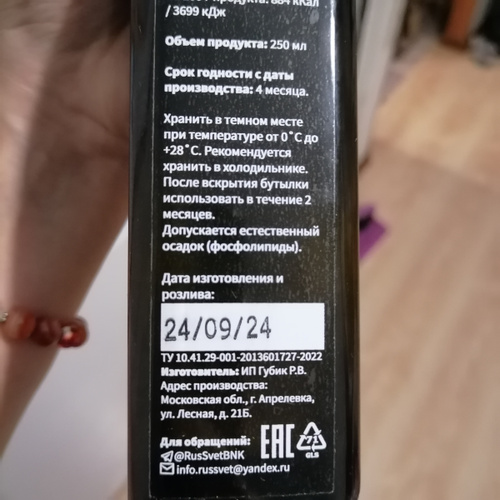 / 3699 кДж
Объем продукта: 250 мл
Срок годности с даты
производства: 4 месяца.
Хранить в темном месте
при температуре от 0˚С до
+28˚С. Рекомендуется
хранить в холодильнике.
После вскрытия бутылки
использовать в течение 2
месяцев.
Допускается естественный
осадок (фосфолипиды).
Дата изготовления и
розлива:
24/09/24
ТУ 10.41.29-001-2013601727-2022
Изготовитель: ИП Губик Р.В.
Адрес производства:
Московская обл., г. Апрелевка,
ул. Лесная, д. 21Б.
Для обращений:
@RusSvetBNK
info.russvet@yandex.ru
EAC
71
GLS